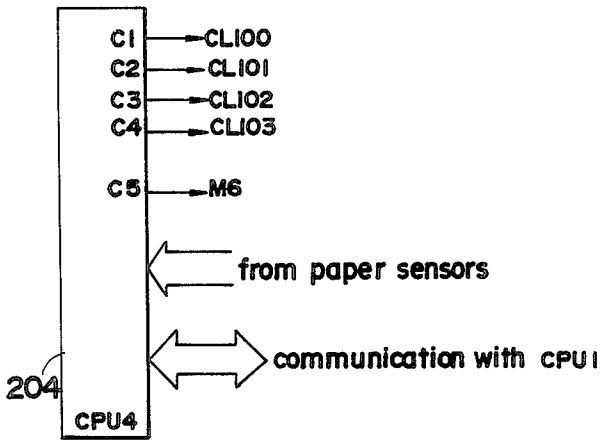 C1 CL100
C2 CL101
C3 CL102
C4 CL103
C5 M6
from paper sensors
communication with CPU1
204
CPU4